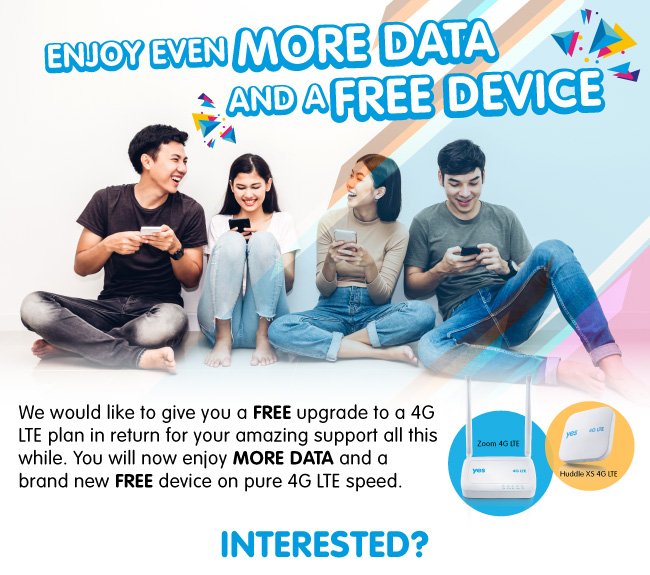 ENJOY EVEN MORE DATA
AND A FREE DEVICE
We would like to give you a FREE upgrade to a 4G
LTE plan in return for your amazing support all this
while. You will now enjoy MORE DATA and a
brand new FREE device on pure 4G LTE speed.
Zoom 4G LTE
yes 4G LTE
yes 4G LTE
Huddle XS 4G LTE
INTERESTED?